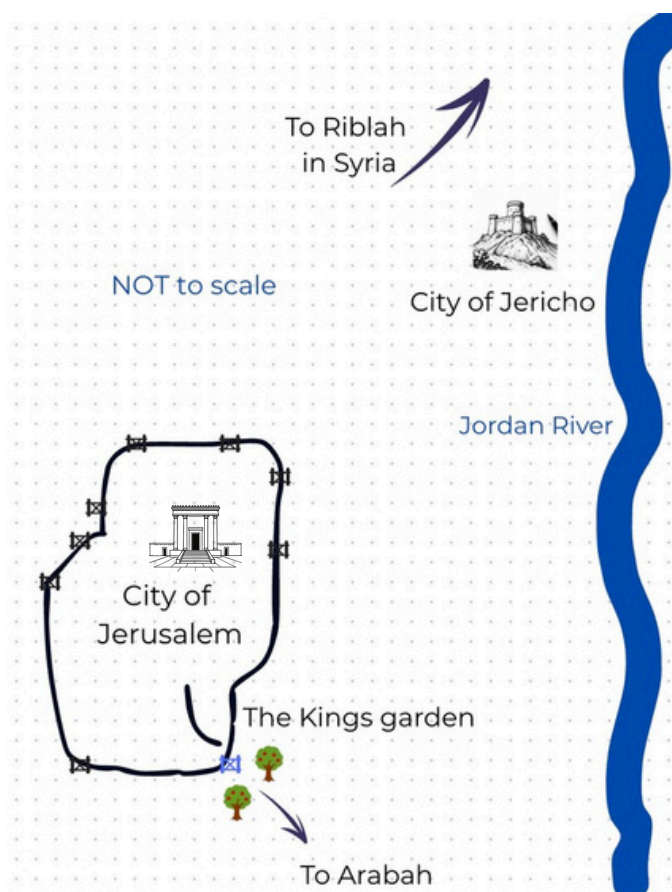 To Riblah
in Syria
NOT to scale
City of Jericho
Jordan River
City of
Jerusalem
The Kings garden
To Arabah